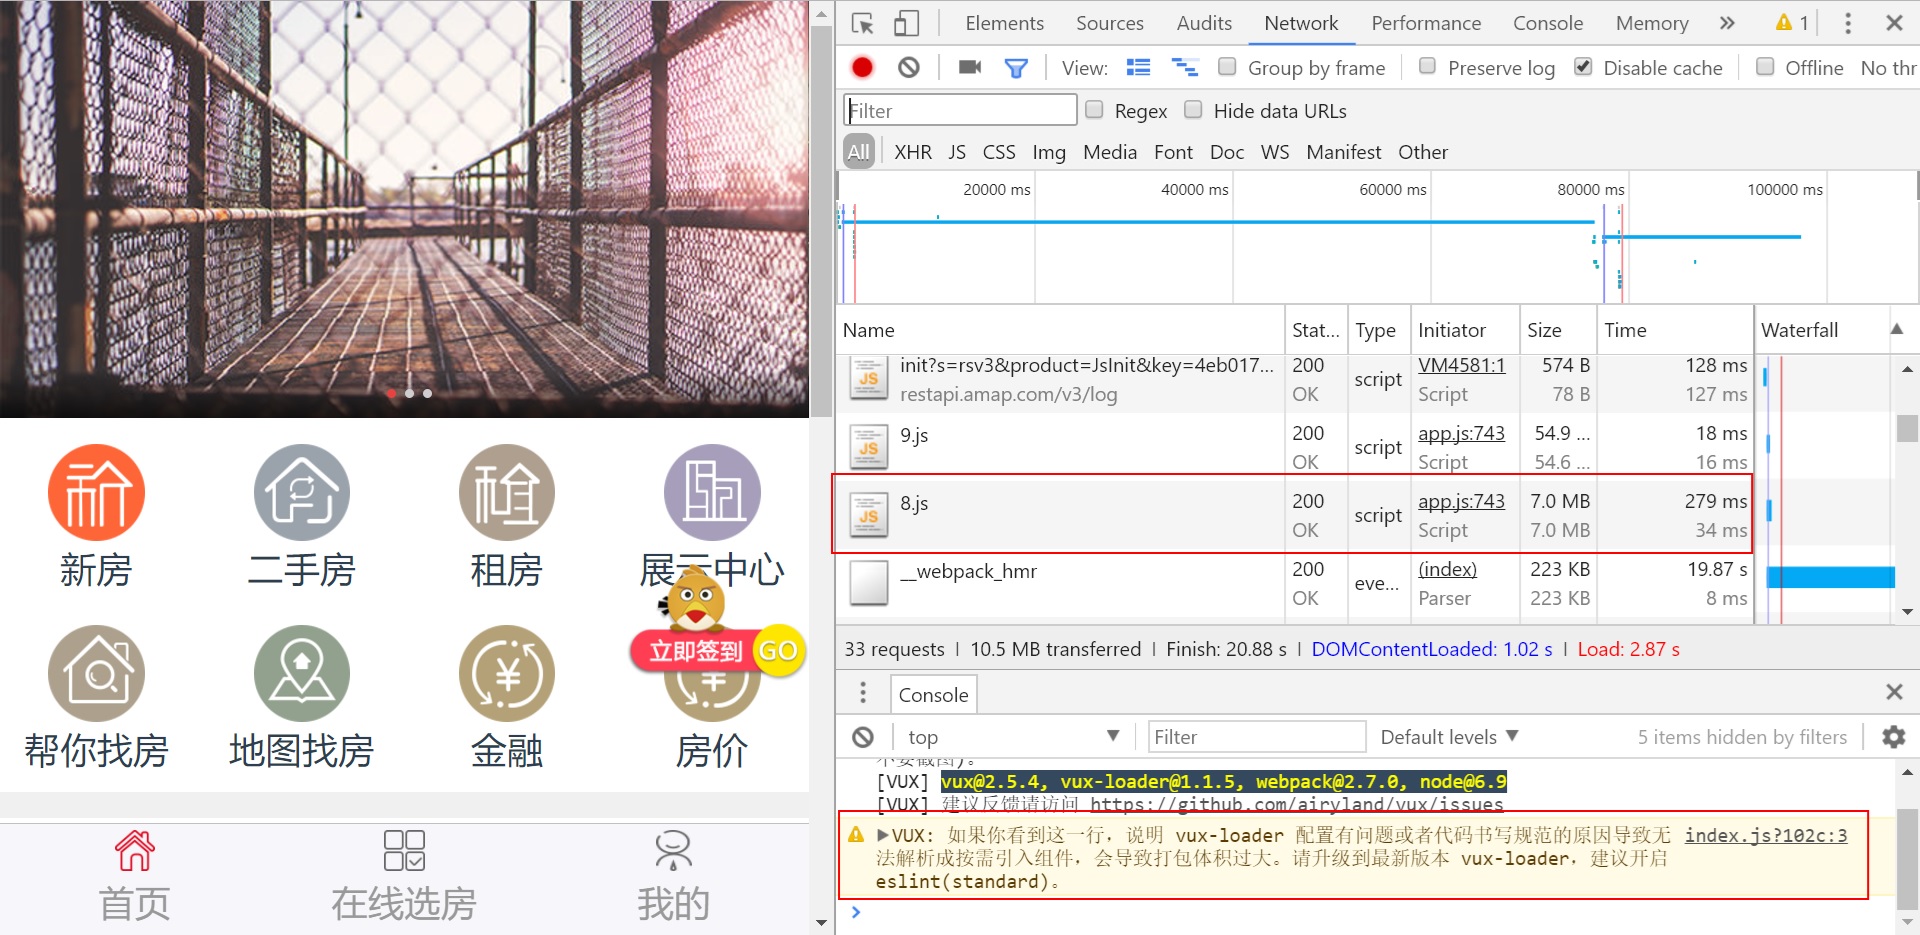 新房
二手房
租房
展示中心
帮你找房
地图找房
金融
房价
立即签到 GO
首页
在线选房
我的
Elements Sources Audits Network Performance Console Memory » 1
View: Group by frame Preserve log Disable cache Offline No thr
Filter Regex Hide data URLs
All XHR JS CSS Img Media Font Doc WS Manifest Other
20000 ms 40000 ms 60000 ms 80000 ms 100000 ms
Name Stat... Type Initiator Size Time Waterfall
init?s=rsv3&product=JsInit&key=4eb017... 200 script VM4581:1 574 B 128 ms
restapi.amap.com/v3/log OK Script 78 B 127 ms
9.js 200 script app.js:743 54.9 ... 18 ms
OK Script 54.6 ... 16 ms
8.js 200 script app.js:743 7.0 MB 279 ms
OK Script 7.0 MB 34 ms
__webpack_hmr 200 eve... (index) 223 KB 19.87 s
OK Parser 223 KB 8 ms
33 requests | 10.5 MB transferred | Finish: 20.88 s | DOMContentLoaded: 1.02 s | Load: 2.87 s
Console
top Filter Default levels 5 items hidden by filters
不要截图)。
[VUX] vux@2.5.4, vux-loader@1.1.5, webpack@2.7.0, node@6.9
[VUX] 建议反馈请访问 https://github.com/airyland/vux/issues
VUX: 如果你看到这一行，说明 vux-loader 配置有问题或者代码书写规范的原因导致无 index.js?102c:3
法解析成按需引入组件，会导致打包体积过大。请升级到最新版本 vux-loader，建议开启
eslint(standard)。